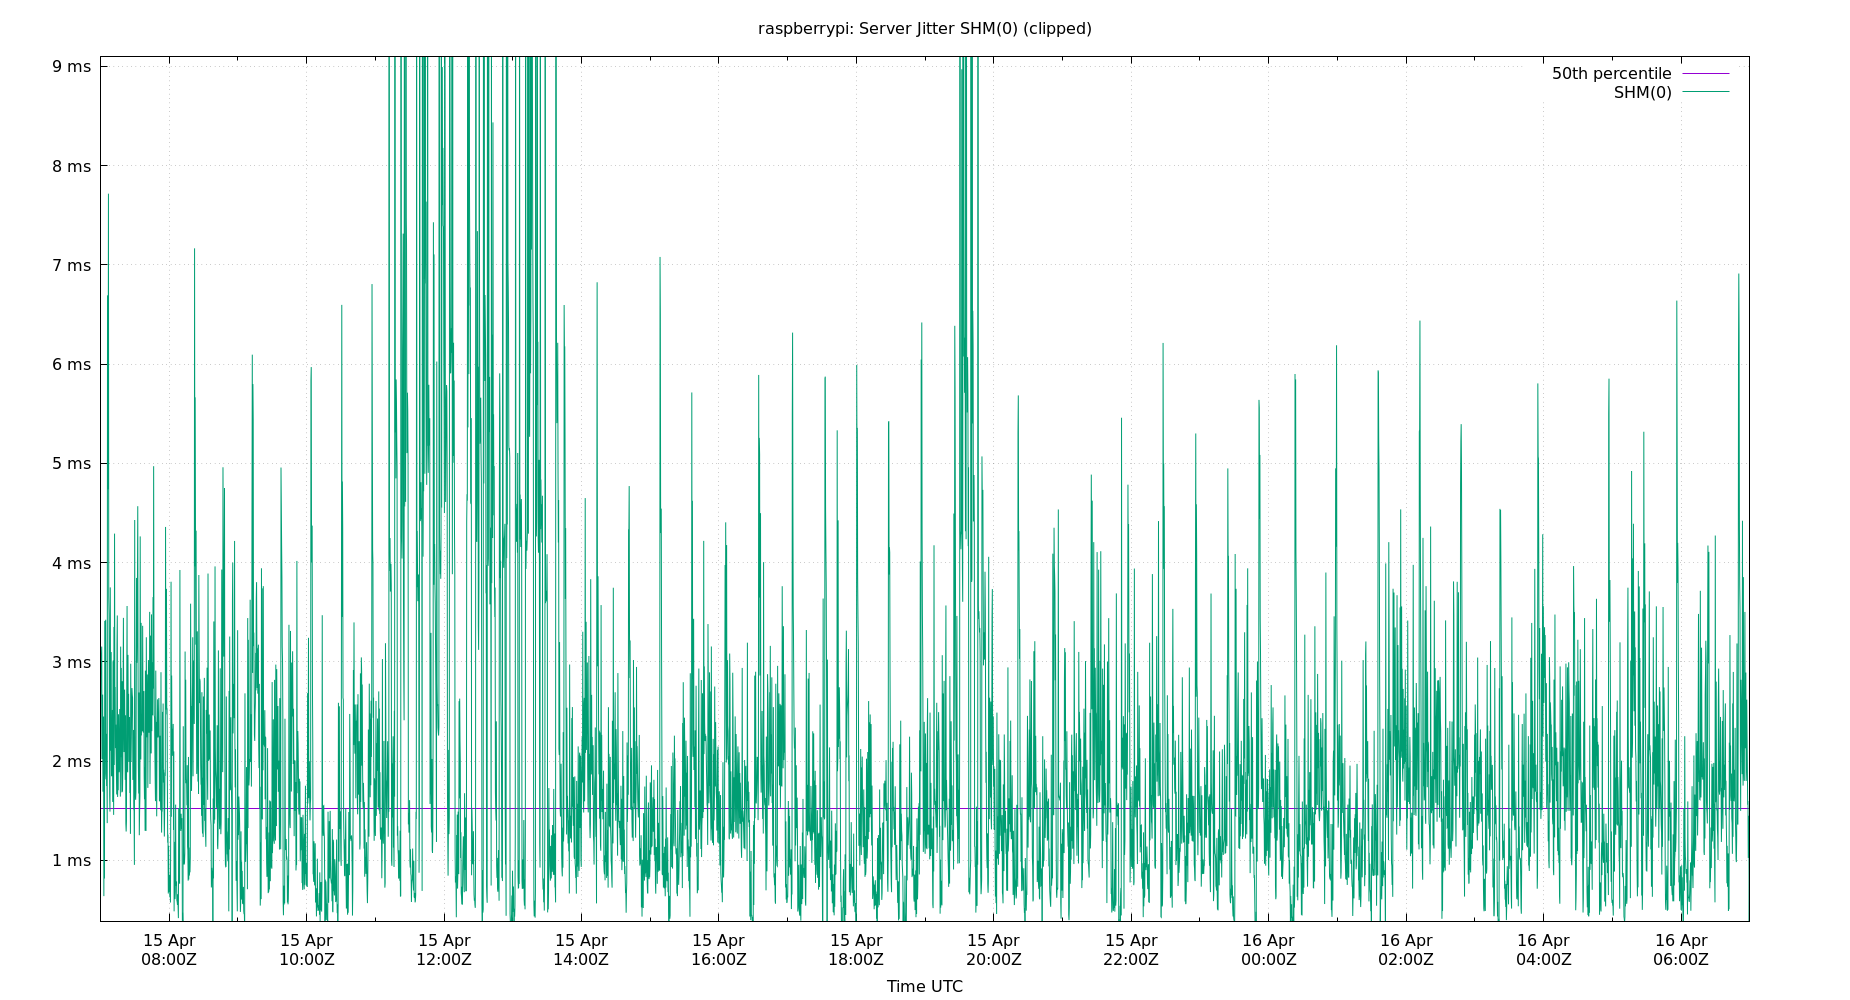 raspberrypi: Server Jitter SHM(0) (clipped)
50th percentile
SHM(0)
9 ms
8 ms
7 ms
6 ms
5 ms
4 ms
3 ms
2 ms
1 ms
15 Apr 15 Apr 15 Apr 15 Apr 15 Apr 15 Apr 15 Apr 15 Apr 16 Apr 16 Apr 16 Apr 16 Apr
08:00Z 10:00Z 12:00Z 14:00Z 16:00Z 18:00Z 20:00Z 22:00Z 00:00Z 02:00Z 04:00Z 06:00Z
Time UTC